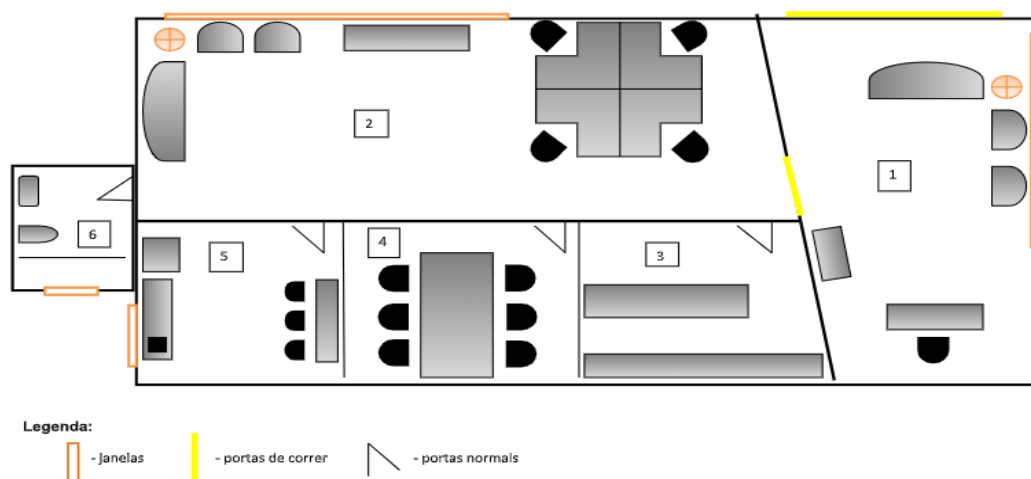 2
1
6
5
4
3
Legenda:
- Janelas
- portas de correr
- portas normais